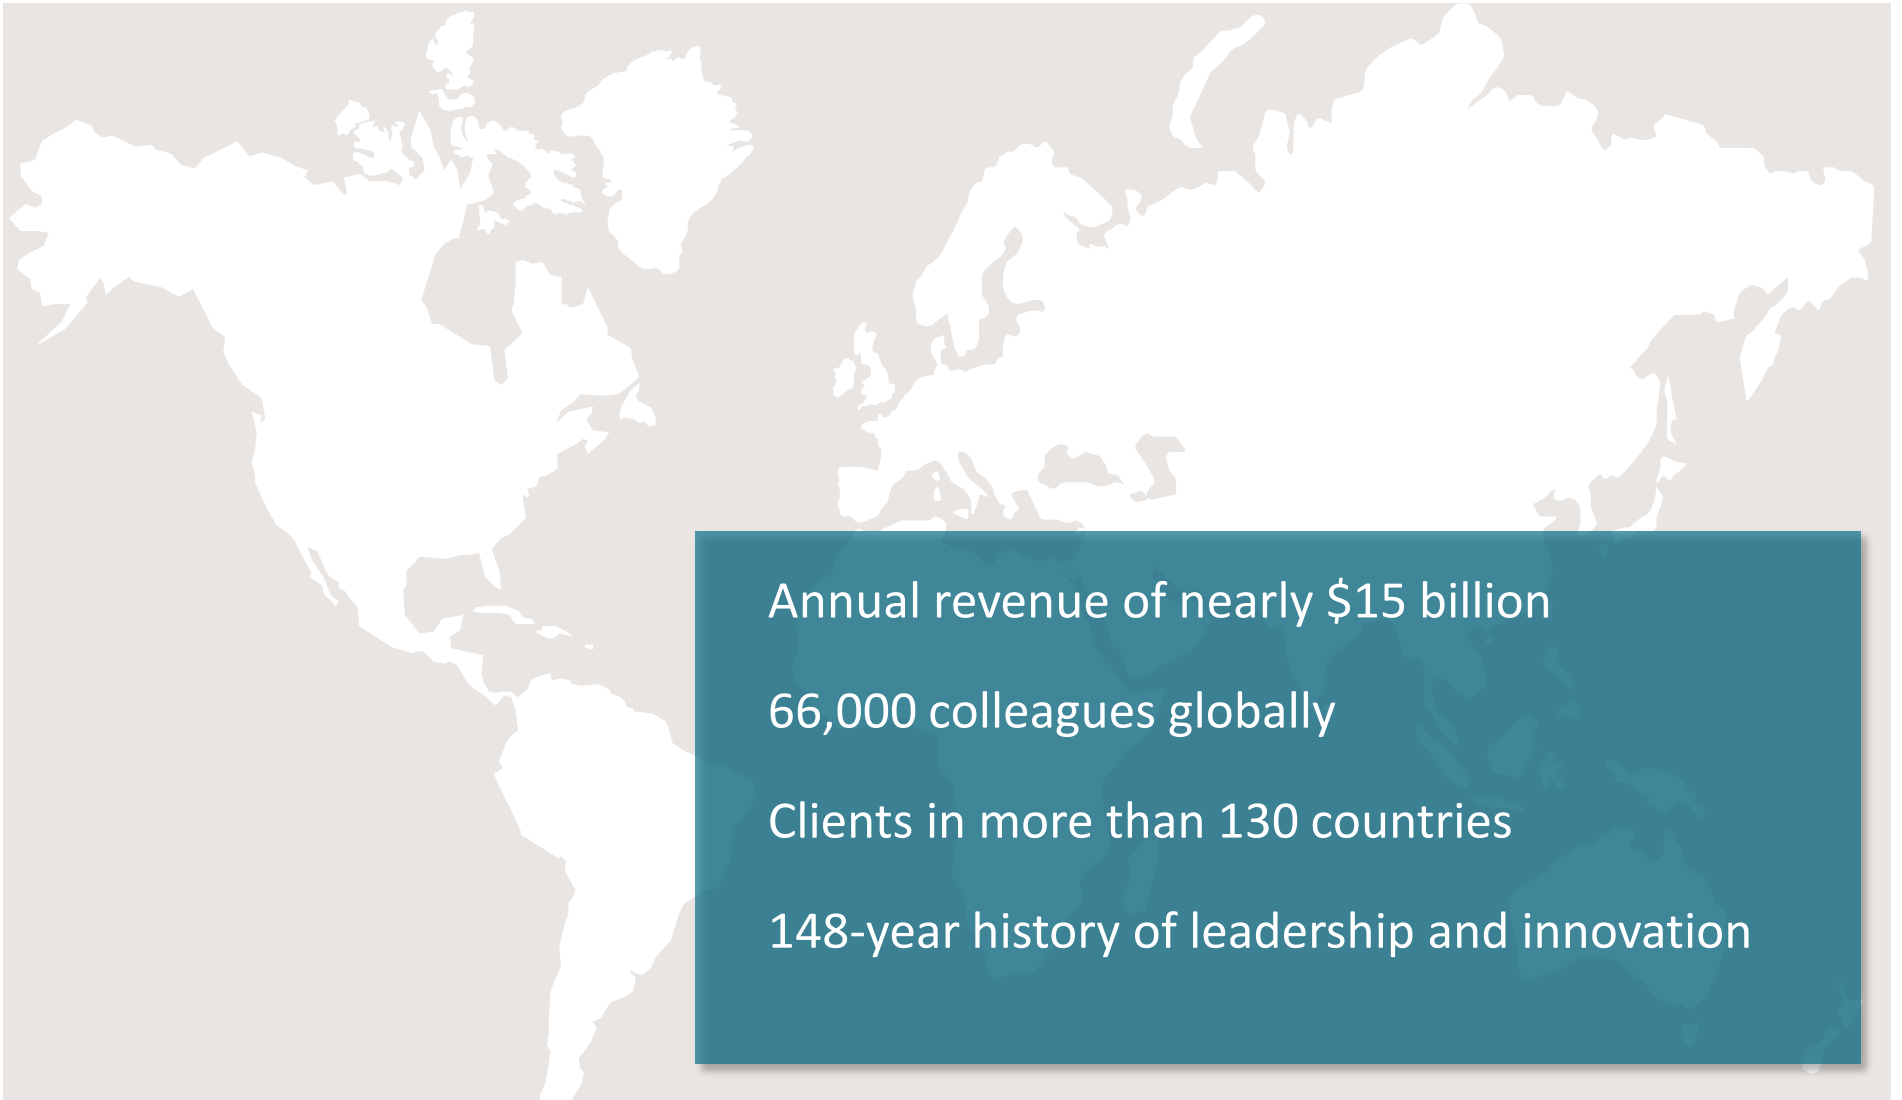 Annual revenue of nearly $15 billion
66,000 colleagues globally
Clients in more than 130 countries
148-year history of leadership and innovation